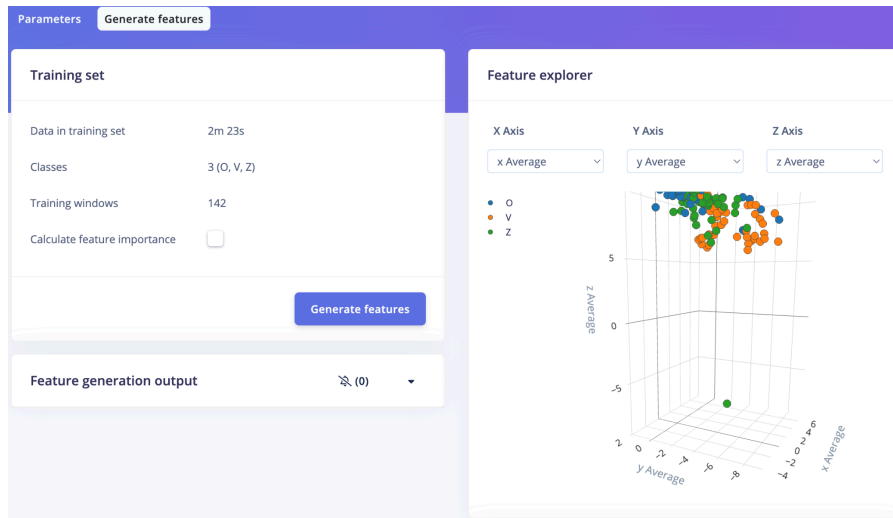 Parameters
Generate features
Training set
Data in training set 2m 23s
Classes 3 (O, V, Z)
Training windows 142
Calculate feature importance
Generate features
Feature generation output (0)
Feature explorer
X Axis Y Axis Z Axis
x Average y Average z Average
O
V
Z
5
0
−5
z Average
2 0 −2 −4 −6 −8
y Average
6 4 2 0 −2 −4
x Average